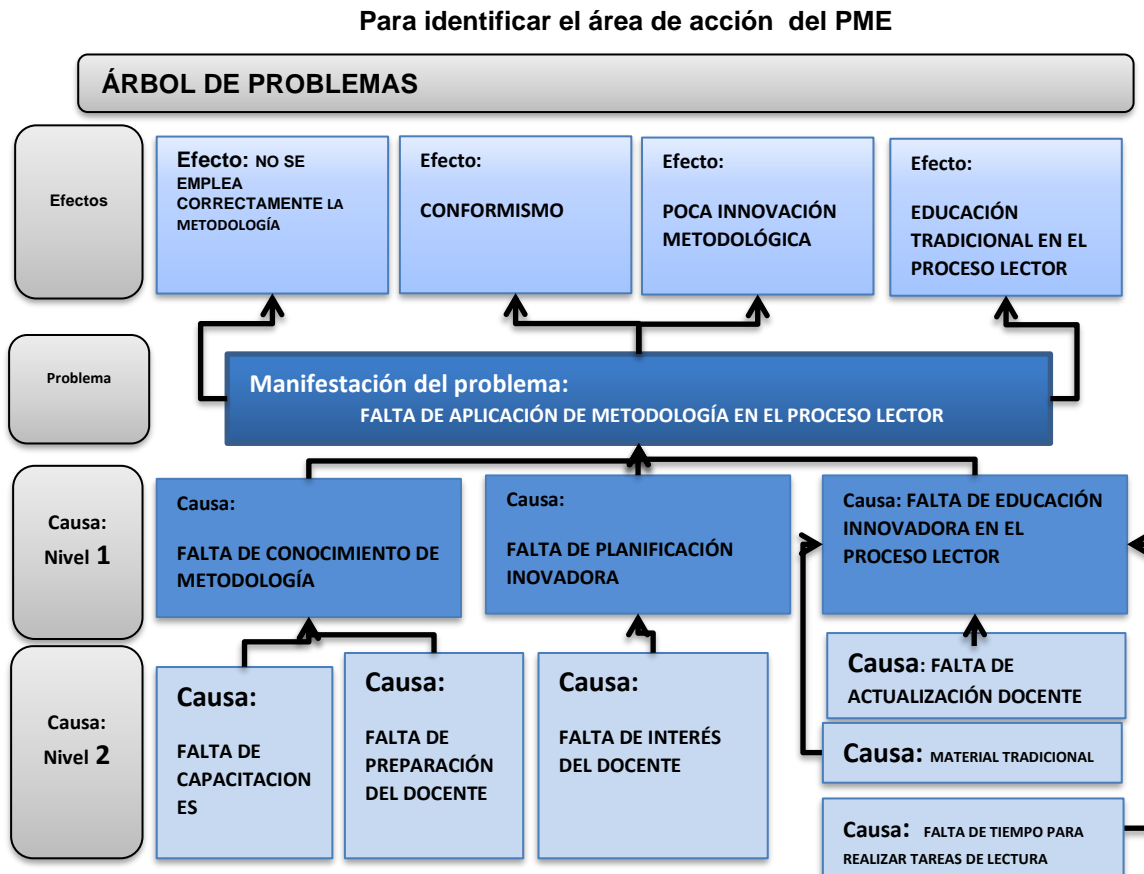 Para identificar el área de acción del PME
ÁRBOL DE PROBLEMAS
Efectos
Efecto: NO SE
EMPLEA
CORRECTAMENTE LA
METODOLOGÍA
Efecto:
CONFORMISMO
Efecto:
POCA INNOVACIÓN
METODOLÓGICA
Efecto:
EDUCACIÓN
TRADICIONAL EN EL
PROCESO LECTOR
Problema
Manifestación del problema:
FALTA DE APLICACIÓN DE METODOLOGÍA EN EL PROCESO LECTOR
Causa:
Nivel 1
Causa:
FALTA DE CONOCIMIENTO DE
METODOLOGÍA
Causa:
FALTA DE PLANIFICACIÓN
INOVADORA
Causa: FALTA DE EDUCACIÓN
INNOVADORA EN EL
PROCESO LECTOR
Causa:
Nivel 2
Causa:
FALTA DE
CAPACITACION
ES
Causa:
FALTA DE
PREPARACIÓN
DEL DOCENTE
Causa:
FALTA DE INTERÉS
DEL DOCENTE
Causa: FALTA DE
ACTUALIZACIÓN DOCENTE
Causa: MATERIAL TRADICIONAL
Causa: FALTA DE TIEMPO PARA
REALIZAR TAREAS DE LECTURA